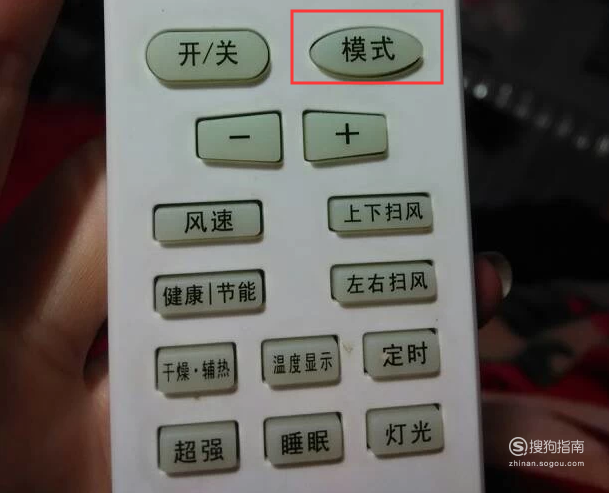 开/关 模式
− +
风速 上下扫风
健康|节能 左右扫风
干燥·辅热 温度显示 定时
超强 睡眠 灯光
搜狗指南
zhinan.sogou.com